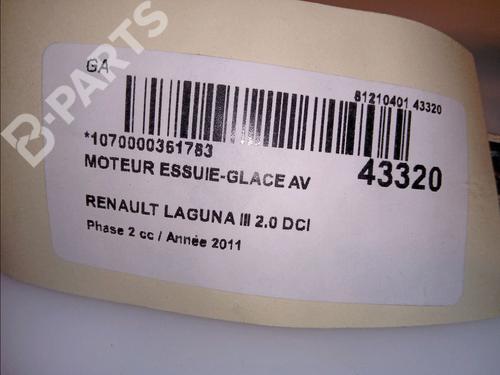 B-PARTS
GA
81210401 43320
*1070000361783
43320
MOTEUR ESSUIE-GLACE AV
RENAULT LAGUNA III 2.0 DCI
Phase 2 cc / Année 2011